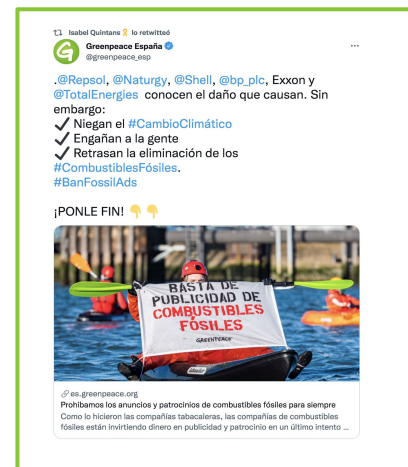 Isabel Quintans🎗 lo retwitteó
Greenpeace España
@greenpeace_esp
.@Repsol, @Naturgy, @Shell, @bp_plc, Exxon y
@TotalEnergies conocen el daño que causan. Sin
embargo:
✔ Niegan el #CambioClimático
✔ Engañan a la gente
✔ Retrasan la eliminación de los
#CombustiblesFósiles.
#BanFossilAds
¡PONLE FIN! 👇👇
BASTA DE
PUBLICIDAD DE
COMBUSTIBLES
FÓSILES
GREENPEACE
es.greenpeace.org
Prohibamos los anuncios y patrocinios de combustibles fósiles para siempre
Como lo hicieron las compañías tabacaleras, las compañías de combustibles
fósiles están invirtiendo dinero en publicidad y patrocinio en un último intento ...